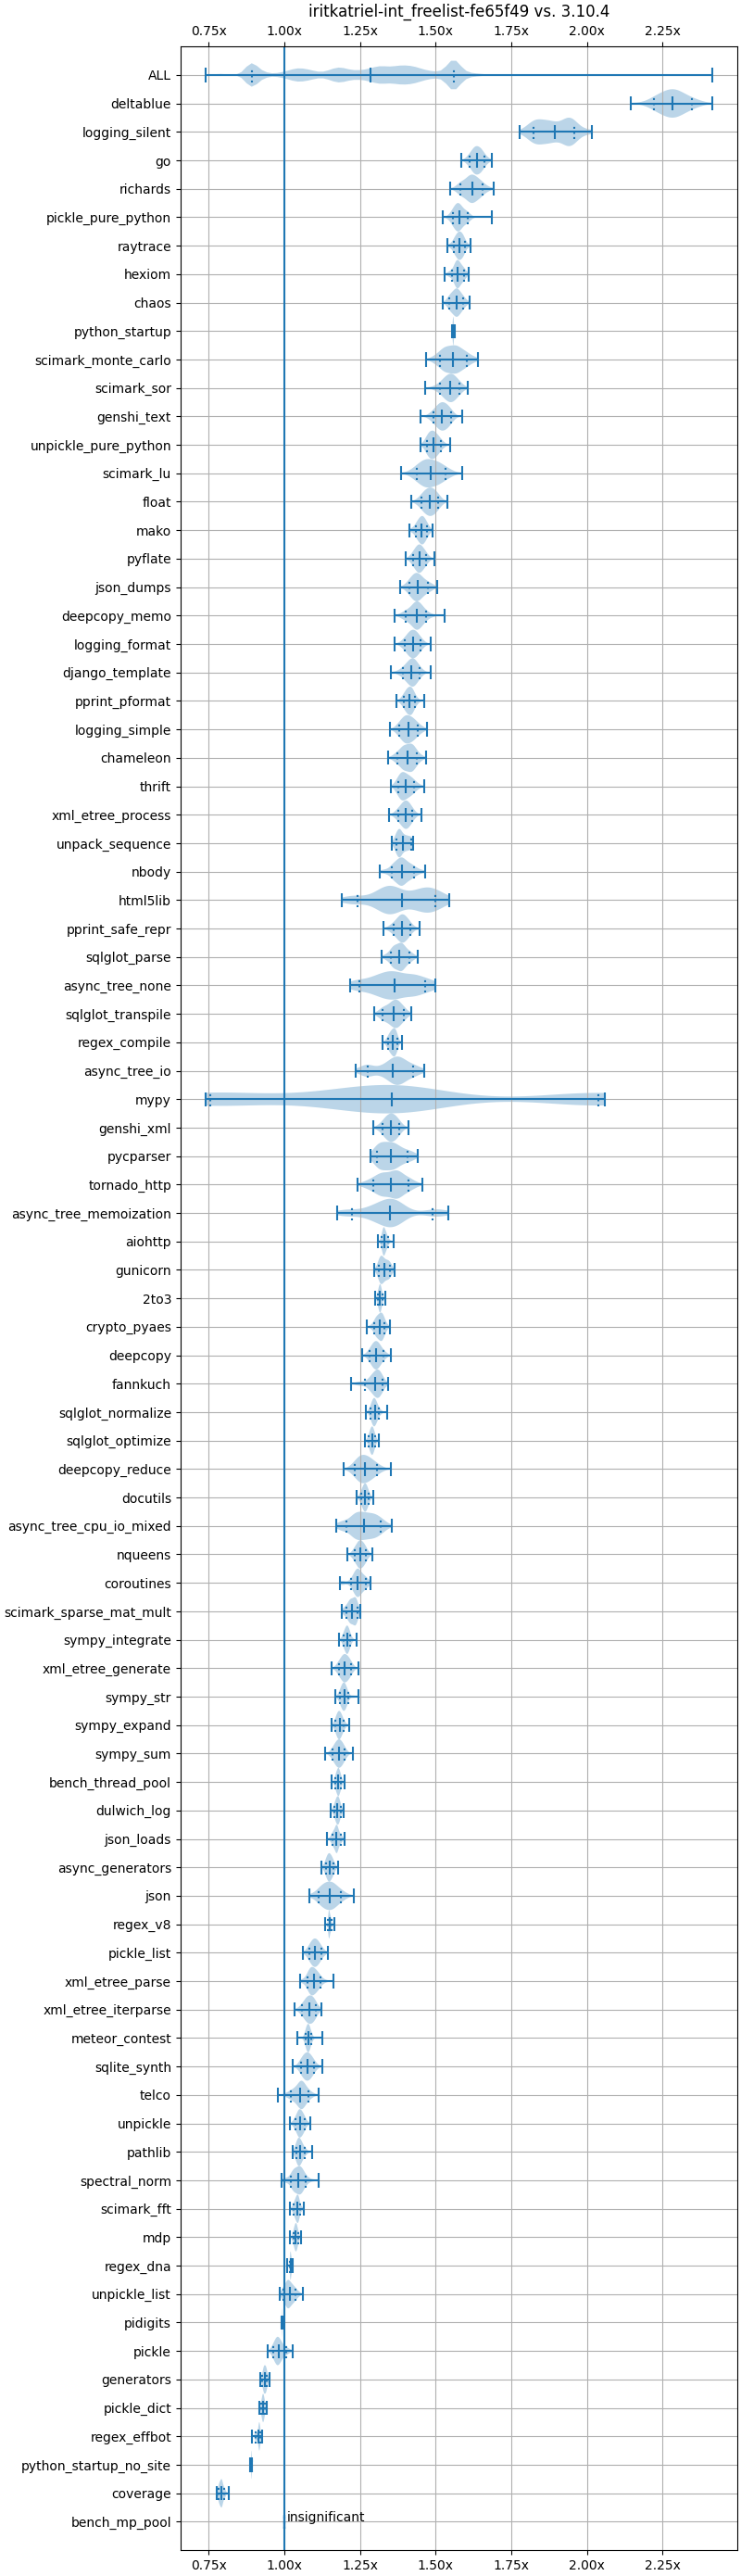 iritkatriel-int_freelist-fe65f49 vs. 3.10.4
0.75x 1.00x 1.25x 1.50x 1.75x 2.00x 2.25x
ALL
deltablue
logging_silent
go
richards
pickle_pure_python
raytrace
hexiom
chaos
python_startup
scimark_monte_carlo
scimark_sor
genshi_text
unpickle_pure_python
scimark_lu
float
mako
pyflate
json_dumps
deepcopy_memo
logging_format
django_template
pprint_pformat
logging_simple
chameleon
thrift
xml_etree_process
unpack_sequence
nbody
html5lib
pprint_safe_repr
sqlglot_parse
async_tree_none
sqlglot_transpile
regex_compile
async_tree_io
mypy
genshi_xml
pycparser
tornado_http
async_tree_memoization
aiohttp
gunicorn
2to3
crypto_pyaes
deepcopy
fannkuch
sqlglot_normalize
sqlglot_optimize
deepcopy_reduce
docutils
async_tree_cpu_io_mixed
nqueens
coroutines
scimark_sparse_mat_mult
sympy_integrate
xml_etree_generate
sympy_str
sympy_expand
sympy_sum
bench_thread_pool
dulwich_log
json_loads
async_generators
json
regex_v8
pickle_list
xml_etree_parse
xml_etree_iterparse
meteor_contest
sqlite_synth
telco
unpickle
pathlib
spectral_norm
scimark_fft
mdp
regex_dna
unpickle_list
pidigits
pickle
generators
pickle_dict
regex_effbot
python_startup_no_site
coverage
bench_mp_pool insignificant
0.75x 1.00x 1.25x 1.50x 1.75x 2.00x 2.25x